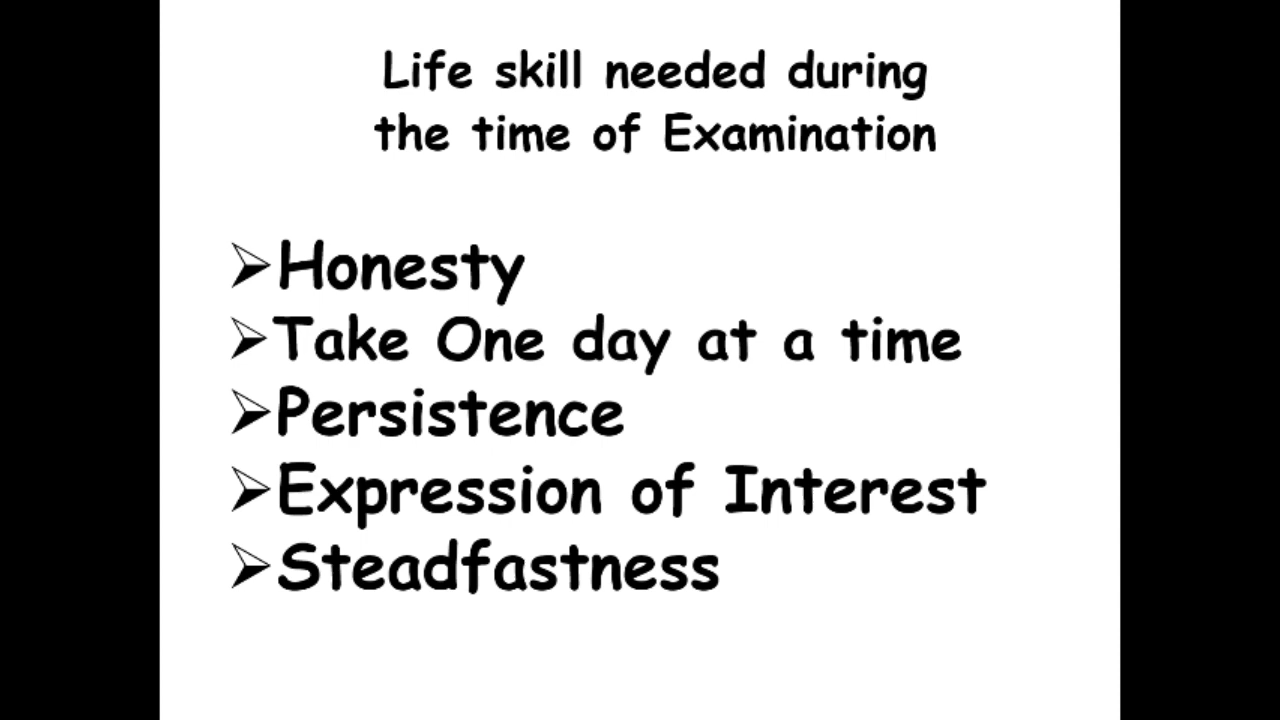 Life skill needed during
the time of Examination
➢Honesty
➢Take One day at a time
➢Persistence
➢Expression of Interest
➢Steadfastness